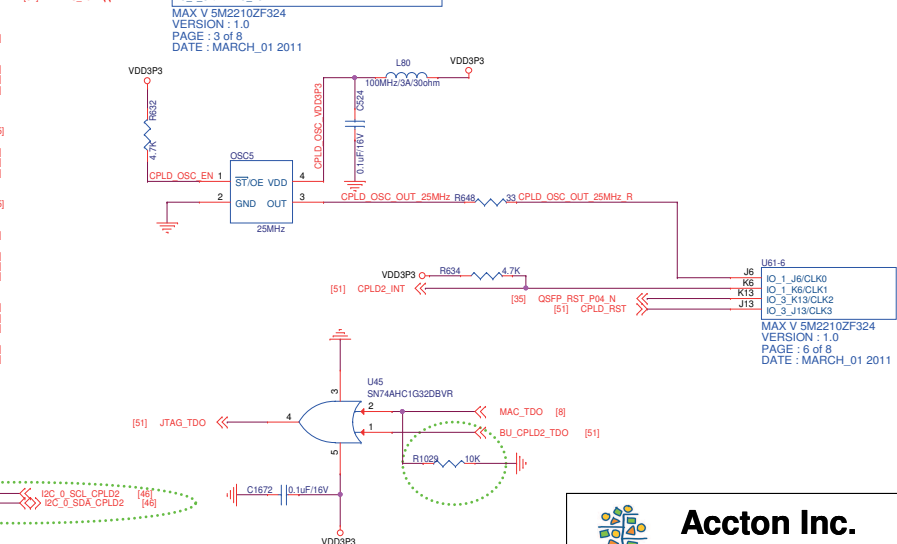 MAX V 5M2210ZF324
VERSION : 1.0
PAGE : 3 of 8
DATE : MARCH_01 2011
VDD3P3
L80
VDD3P3
100MHz/3A/30ohm
R632
4.7K
CPLD_OSC_VDD3P3
C524
0.1uF/16V
OSC5
CPLD_OSC_EN 1 ST/OE VDD 4
2 GND OUT 3 CPLD_OSC_OUT_25MHz R648 33 CPLD_OSC_OUT_25MHz_R
25MHz
U61-6
VDD3P3 R634 4.7K
J6 IO_1_J6/CLK0
[51] CPLD2_INT K6 IO_1_K6/CLK1
[35] QSFP_RST_P04_N K13 IO_3_K13/CLK2
[51] CPLD_RST J13 IO_3_J13/CLK3
MAX V 5M2210ZF324
VERSION : 1.0
PAGE : 6 of 8
DATE : MARCH_01 2011
U45
SN74AHC1G32DBVR
3
2 MAC_TDO [8]
[51] JTAG_TDO 4
1 BU_CPLD2_TDO [51]
5
R1029 10K
I2C_0_SCL_CPLD2 [46]
I2C_0_SDA_CPLD2 [46]
C1672 0.1uF/16V
VDD3P3
Accton Inc.